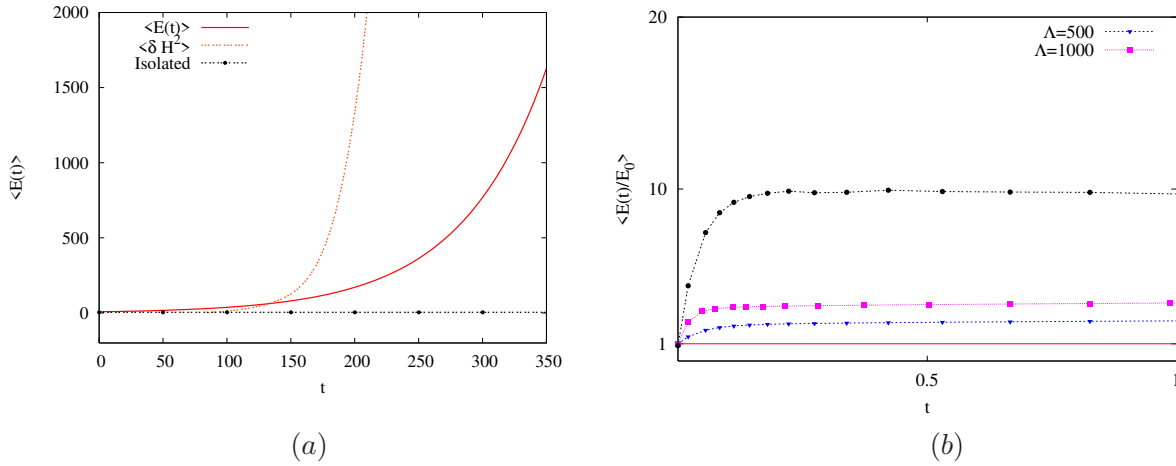 2000
1500
1000
500
0
<E(t)>
<δ H²>
Isolated
<E(t)>
0 50 100 150 200 250 300 350
t
(a)
20
10
1
Λ=500
Λ=1000
<E(t)/E₀>
0.5 1
t
(b)